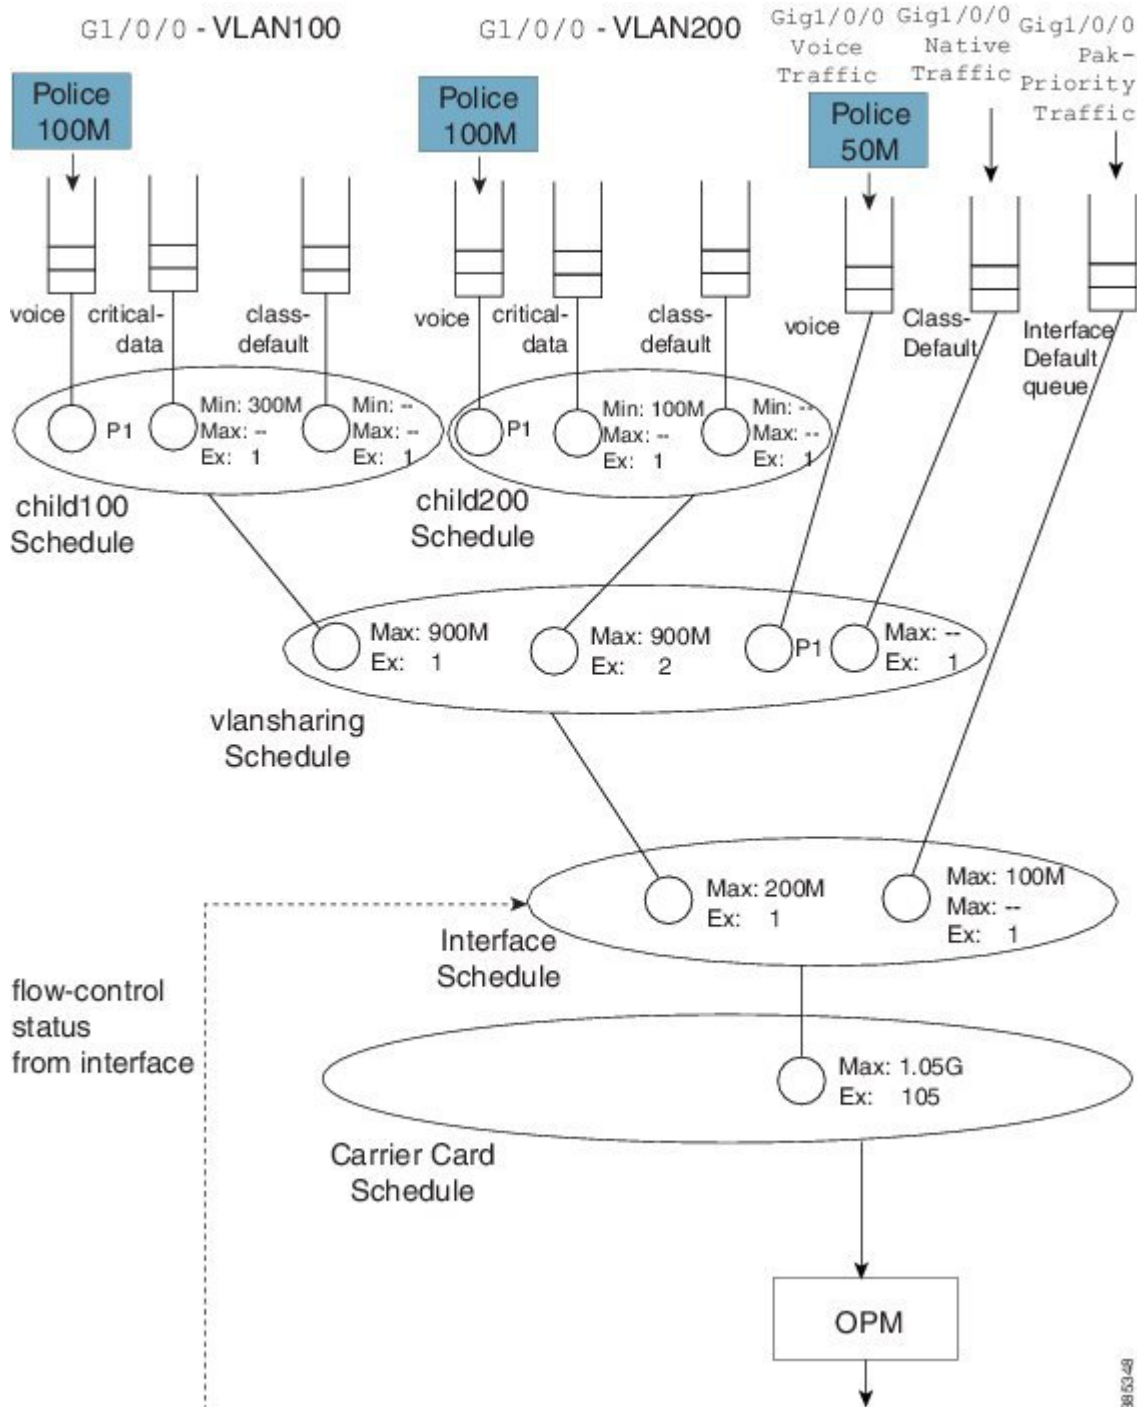 G1/0/0 - VLAN100
G1/0/0 - VLAN200
Gig1/0/0
Voice
Traffic
Gig1/0/0
Native
Traffic
Gig1/0/0
Pak-
Priority
Traffic
Police
100M
Police
100M
Police
50M
voice
critical-
data
class-
default
voice
critical-
data
class-
default
voice
Class-
Default
Interface
Default
queue
P1
Min: 300M
Max: --
Ex: 1
Min: --
Max: --
Ex: 1
P1
Min: 100M
Max: --
Ex: 1
Min: --
Max: --
Ex: 1
child100
Schedule
child200
Schedule
Max: 900M
Ex: 1
Max: 900M
Ex: 2
P1
Max: --
Ex: 1
vlansharing
Schedule
Max: 200M
Ex: 1
Max: 100M
Max: --
Ex: 1
Interface
Schedule
flow-control
status
from interface
Max: 1.05G
Ex: 105
Carrier Card
Schedule
OPM
385348